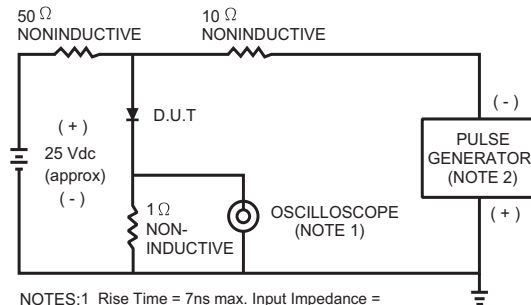 50 Ω
NONINDUCTIVE
10 Ω
NONINDUCTIVE
( + )
25 Vdc
(approx)
( - )
D.U.T
1 Ω
NON-
INDUCTIVE
OSCILLOSCOPE
(NOTE 1)
( - )
PULSE
GENERATOR
(NOTE 2)
( + )
NOTES:1 Rise Time = 7ns max. Input Impedance =